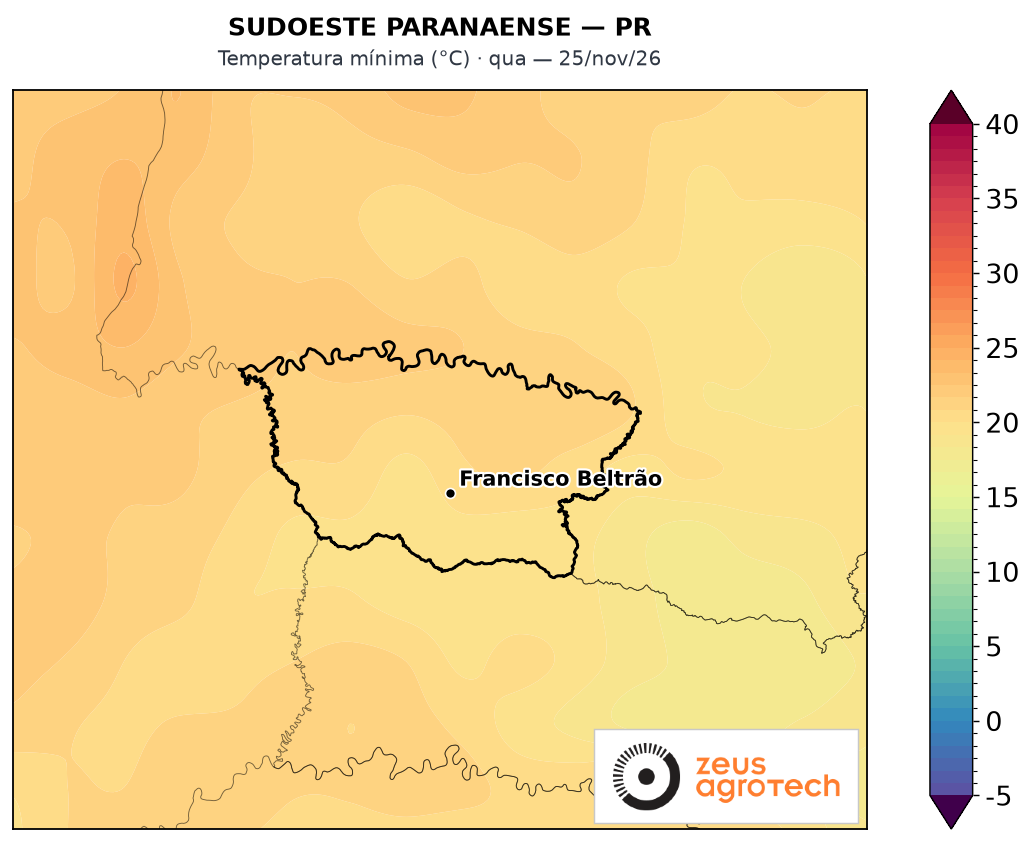 SUDOESTE PARANAENSE — PR
Temperatura mínima (°C) · qua — 25/nov/26
40
35
30
25
20
15
10
5
0
-5
Francisco Beltrão
zeus
agrotech